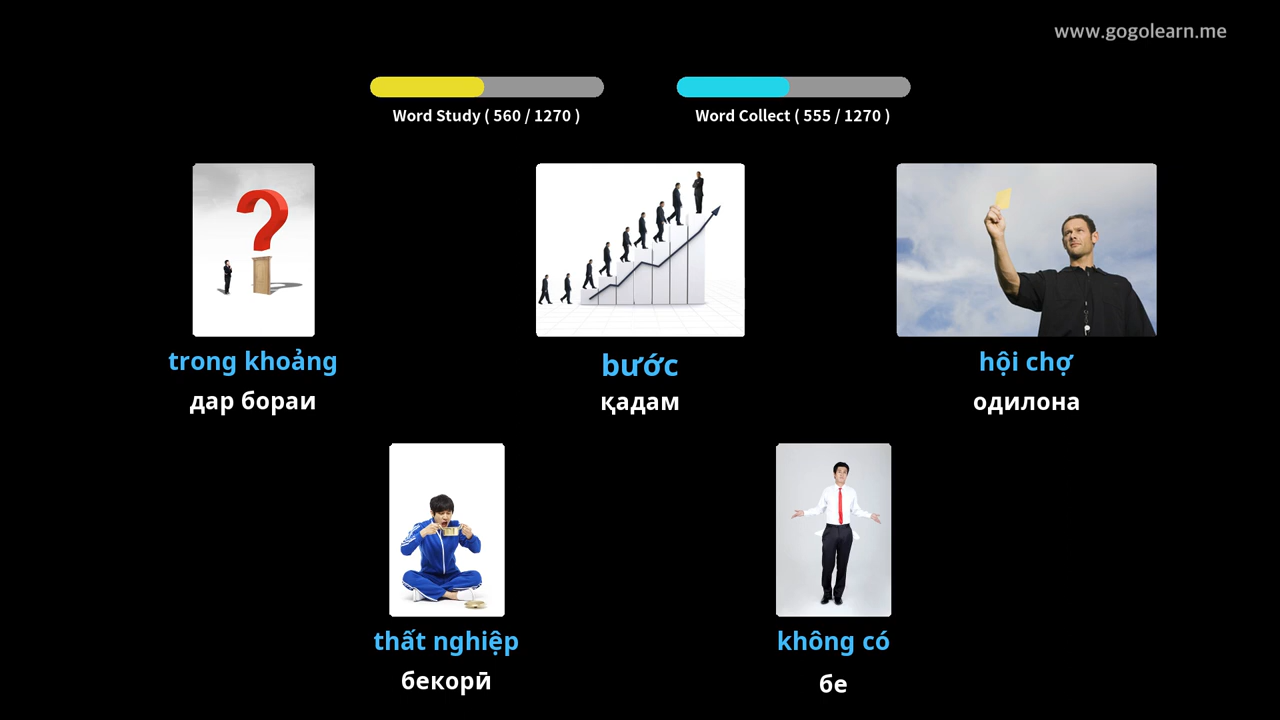 www.gogolearn.me
Word Study ( 560 / 1270 )
Word Collect ( 555 / 1270 )
trong khoảng
bước
hội chợ
дар бораи
қадам
одилона
thất nghiệp
không có
бекорӣ
бе